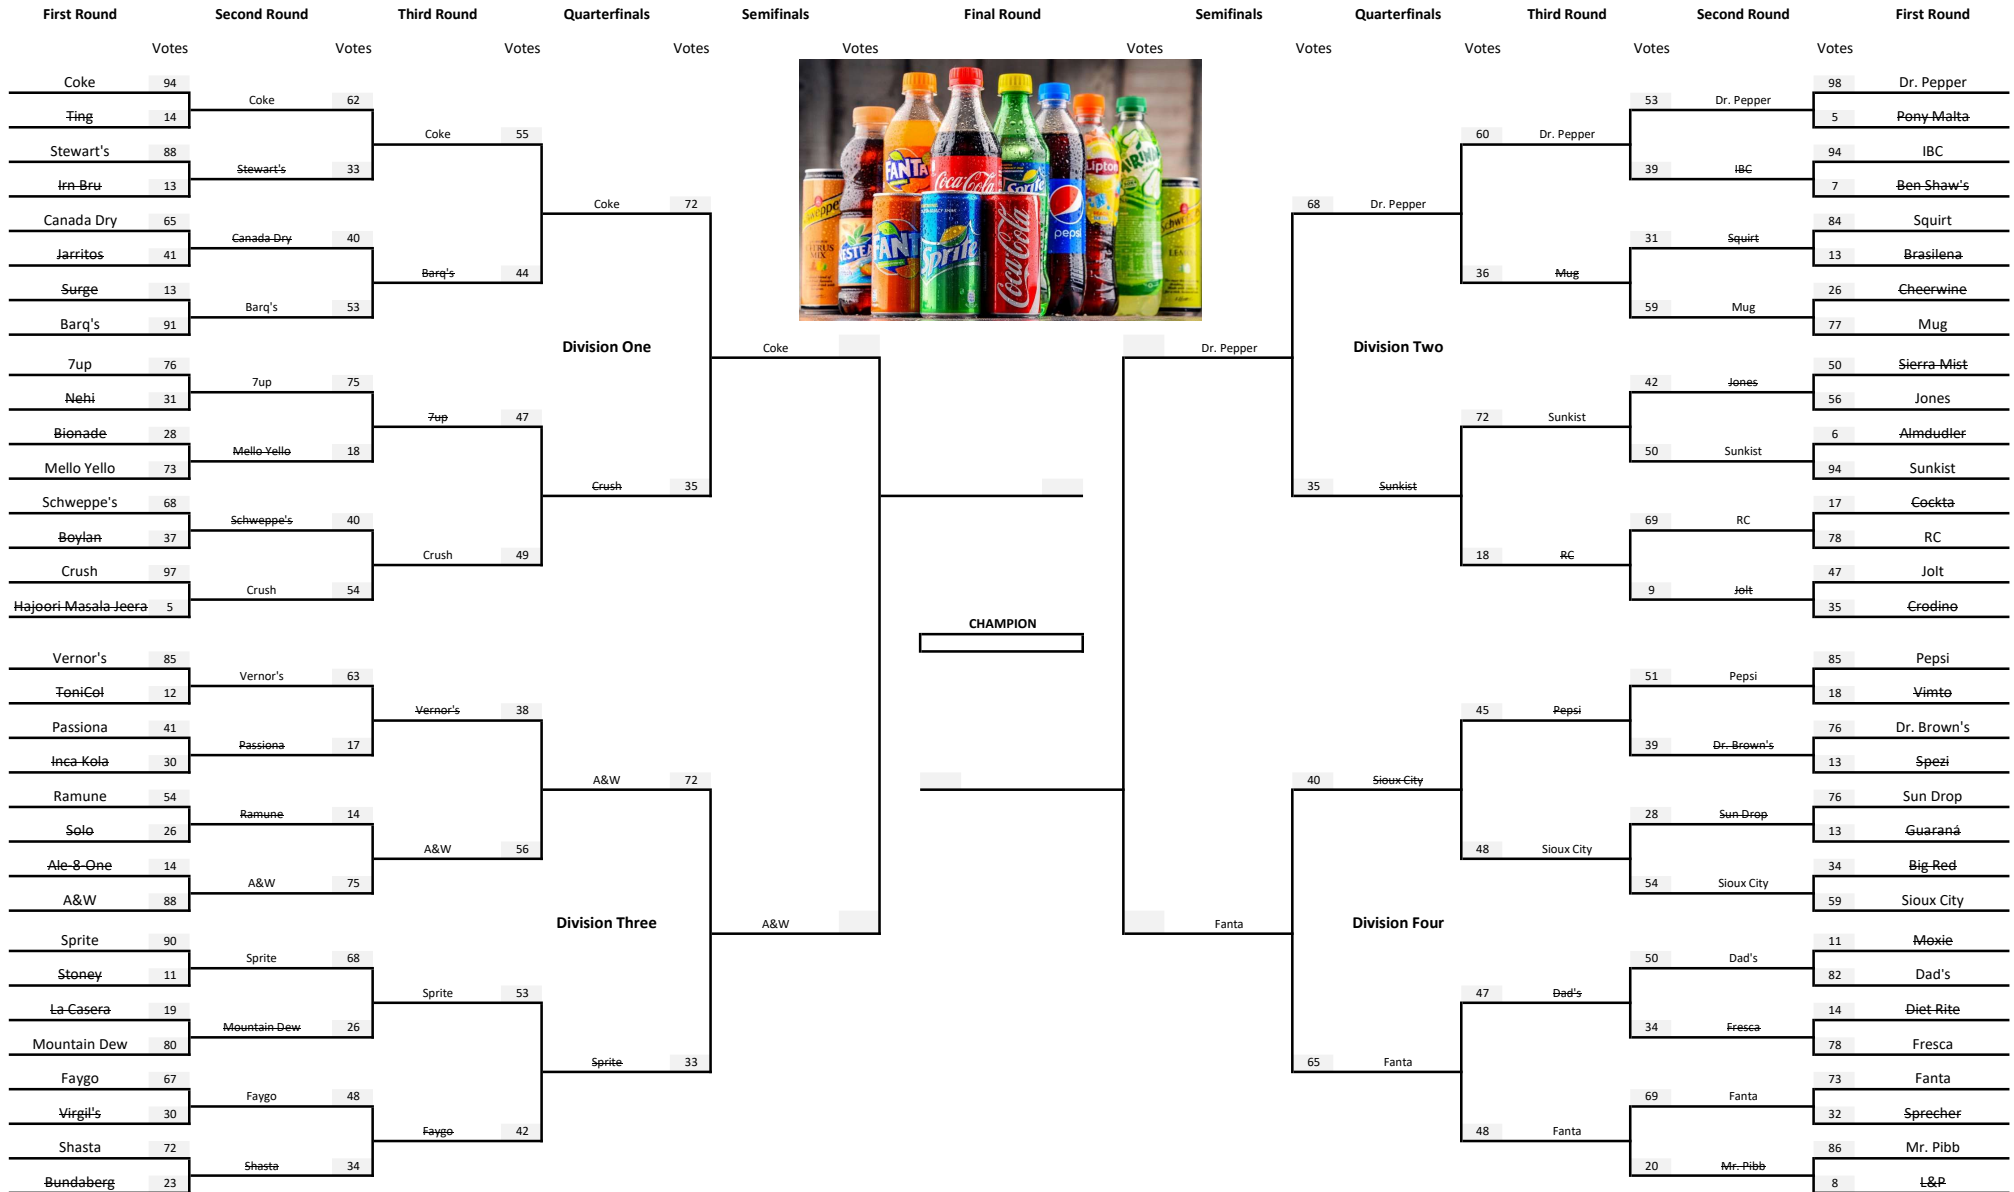 First Round Second Round Third Round Quarterfinals Semifinals Final Round Semifinals Quarterfinals Third Round Second Round First Round
Votes Votes Votes Votes Votes Votes Votes Votes Votes Votes
Coke 94 98 Dr. Pepper
Coke 62 53 Dr. Pepper
Ting 14 5 Pony Malta
Coke 55 60 Dr. Pepper
Stewart's 88 94 IBC
Stewart's 33 39 IBC
Irn Bru 13 7 Ben Shaw's
Coke 72 68 Dr. Pepper
Canada Dry 65 84 Squirt
Canada Dry 40 31 Squirt
Jarritos 41 13 Brasilena
Barq's 44 36 Mug
Surge 13 26 Cheerwine
Barq's 53 59 Mug
Barq's 91 77 Mug
FANTA
Coca-Cola
Sprite
Lipton
pepsi
FANT
Sprite
Coca-Cola
Division One Division Two
Coke Dr. Pepper
7up 76 50 Sierra Mist
7up 75 42 Jones
Nehi 31 56 Jones
7up 47 72 Sunkist
Bionade 28 6 Almdudler
Mello Yello 18 50 Sunkist
Mello Yello 73 94 Sunkist
Crush 35 35 Sunkist
Schweppe's 68 17 Cockta
Schweppe's 40 69 RC
Boylan 37 78 RC
Crush 49 18 RC
Crush 97 47 Jolt
Crush 54 9 Jolt
Hajoori Masala Jeera 5 35 Crodino
CHAMPION
Vernor's 85 85 Pepsi
Vernor's 63 51 Pepsi
ToniCol 12 18 Vimto
Vernor's 38 45 Pepsi
Passiona 41 76 Dr. Brown's
Passiona 17 39 Dr. Brown's
Inca Kola 30 13 Spezi
A&W 72 40 Sioux City
Ramune 54 76 Sun Drop
Ramune 14 28 Sun Drop
Solo 26 13 Guaraná
A&W 56 48 Sioux City
Ale-8-One 14 34 Big Red
A&W 75 54 Sioux City
A&W 88 59 Sioux City
Division Three Division Four
A&W Fanta
Sprite 90 11 Moxie
Sprite 68 50 Dad's
Stoney 11 82 Dad's
Sprite 53 47 Dad's
La Casera 19 14 Diet Rite
Mountain Dew 26 34 Fresca
Mountain Dew 80 78 Fresca
Sprite 33 65 Fanta
Faygo 67 73 Fanta
Faygo 48 69 Fanta
Virgil's 30 32 Sprecher
Faygo 42 48 Fanta
Shasta 72 86 Mr. Pibb
Shasta 34 20 Mr. Pibb
Bundaberg 23 8 L&P